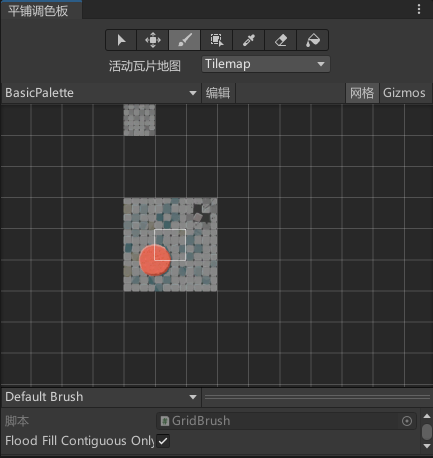 平铺调色板
活动瓦片地图 Tilemap
BasicPalette 编辑 网格 Gizmos
Default Brush
脚本 GridBrush
Flood Fill Contiguous Only